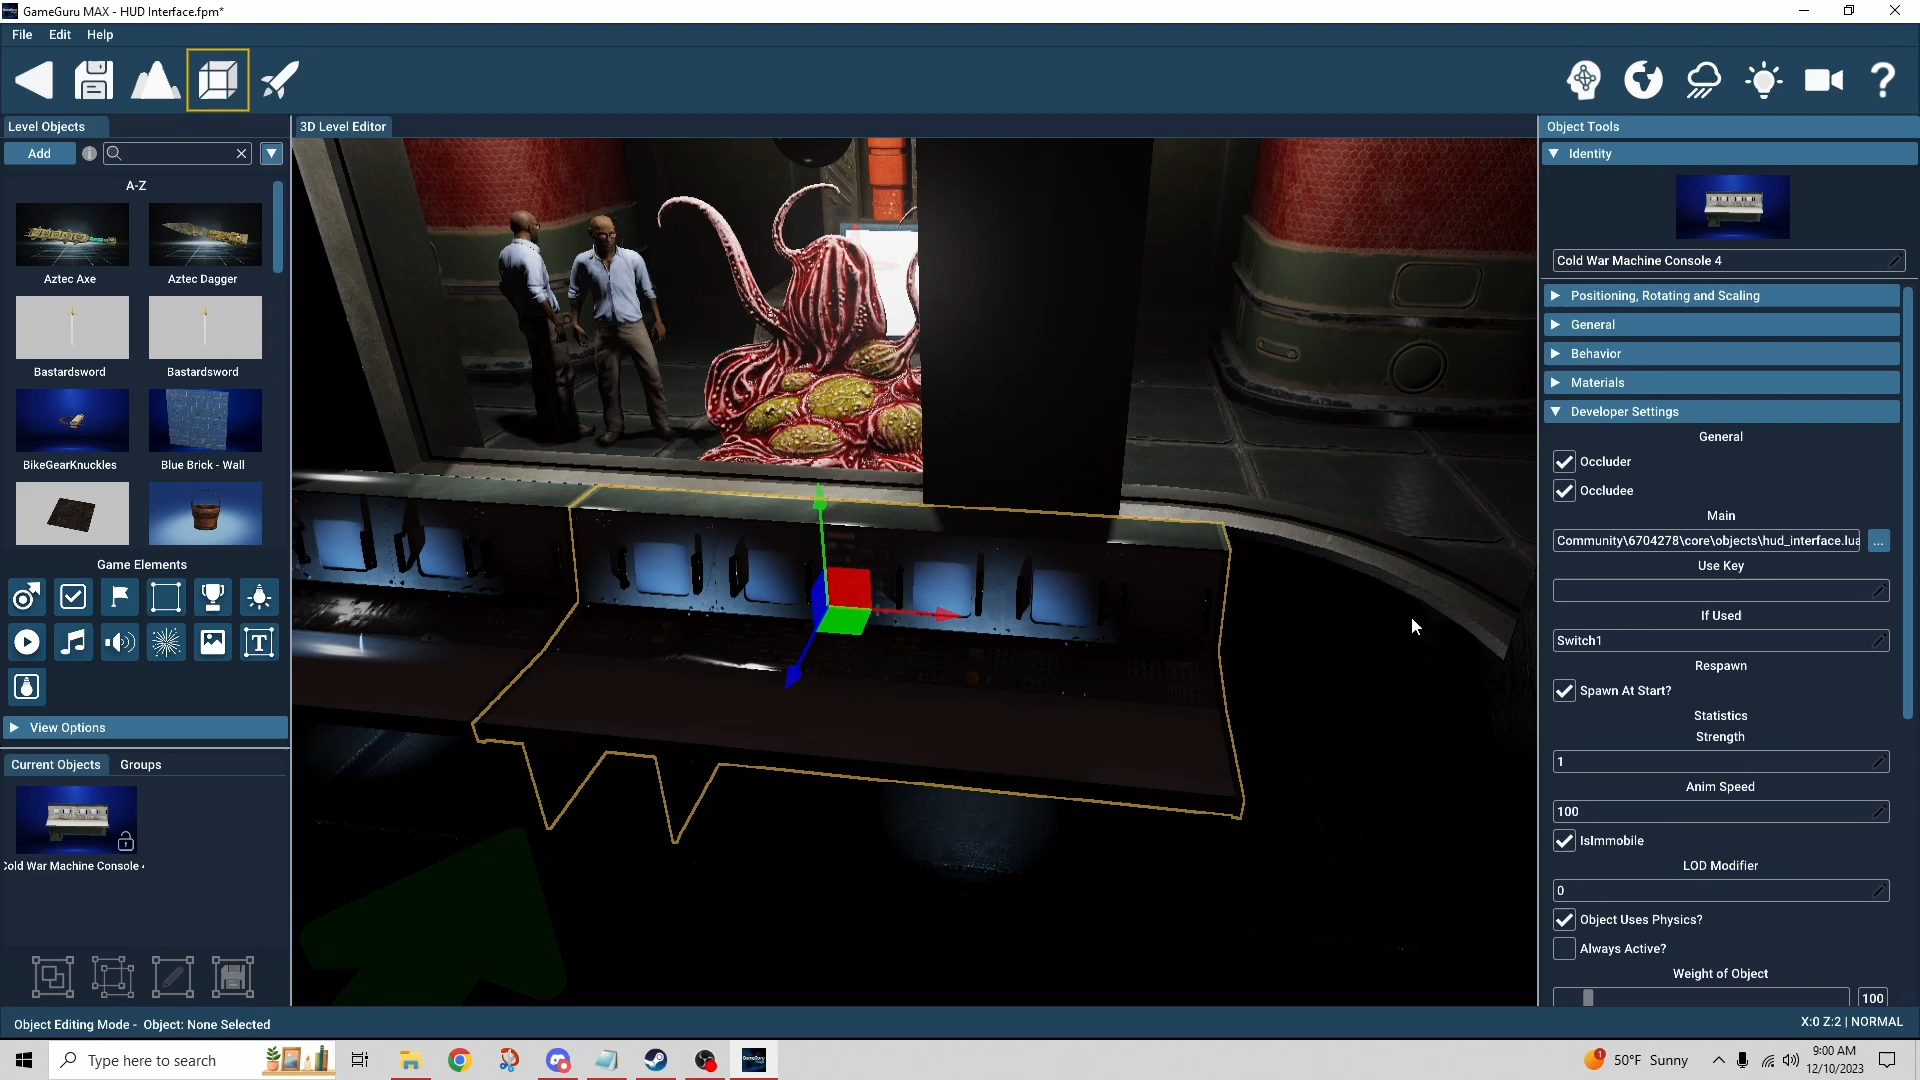 GameGuru MAX - HUD Interface.fpm*
File Edit Help
Level Objects
3D Level Editor
Object Tools
Add
A-Z
Aztec Axe
Aztec Dagger
Bastardsword
Bastardsword
BikeGearKnuckles
Blue Brick - Wall
Game Elements
View Options
Current Objects
Groups
Cold War Machine Console 4
Identity
Cold War Machine Console 4
Positioning, Rotating and Scaling
General
Behavior
Materials
Developer Settings
General
Occluder
Occludee
Main
Community\6704278\core\objects\hud_interface.lua
...
Use Key
If Used
Switch1
Respawn
Spawn At Start?
Statistics
Strength
1
Anim Speed
100
IsImmobile
LOD Modifier
0
Object Uses Physics?
Always Active?
Weight of Object
100
Object Editing Mode - Object: None Selected
X:0 Z:2 | NORMAL
Type here to search
50°F Sunny
9:00 AM
12/10/2023